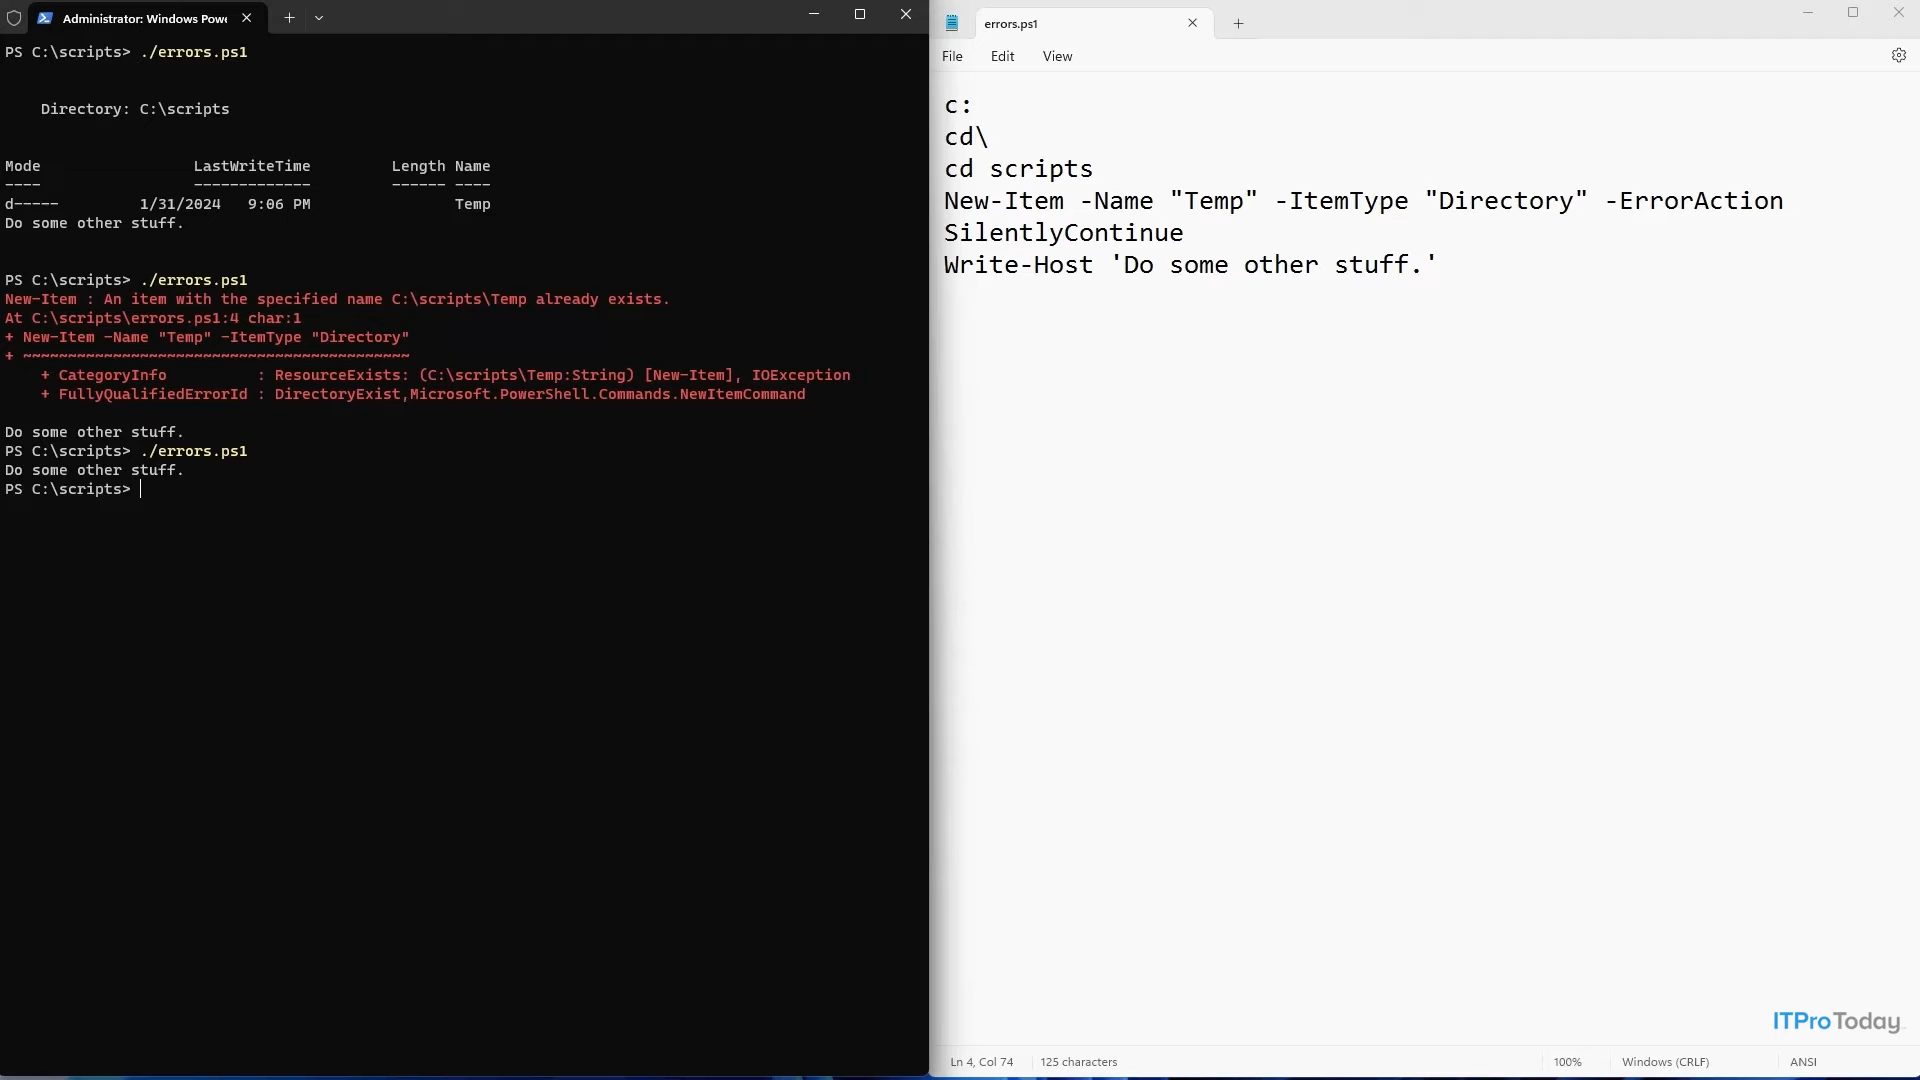 Administrator: Windows Powe
PS C:\scripts> ./errors.ps1
Directory: C:\scripts
Mode LastWriteTime Length Name
---- ------------- ------ ----
d----- 1/31/2024 9:06 PM Temp
Do some other stuff.
PS C:\scripts> ./errors.ps1
New-Item : An item with the specified name C:\scripts\Temp already exists.
At C:\scripts\errors.ps1:4 char:1
+ New-Item -Name "Temp" -ItemType "Directory"
+ ~~~~~~~~~~~~~~~~~~~~~~~~~~~~~~~~~~~~~~~~~~~
+ CategoryInfo : ResourceExists: (C:\scripts\Temp:String) [New-Item], IOException
+ FullyQualifiedErrorId : DirectoryExist,Microsoft.PowerShell.Commands.NewItemCommand
Do some other stuff.
PS C:\scripts> ./errors.ps1
Do some other stuff.
PS C:\scripts>
errors.ps1
File Edit View
c:
cd\
cd scripts
New-Item -Name "Temp" -ItemType "Directory" -ErrorAction
SilentlyContinue
Write-Host 'Do some other stuff.'
ITPro Today
Ln 4, Col 74 125 characters 100% Windows (CRLF) ANSI